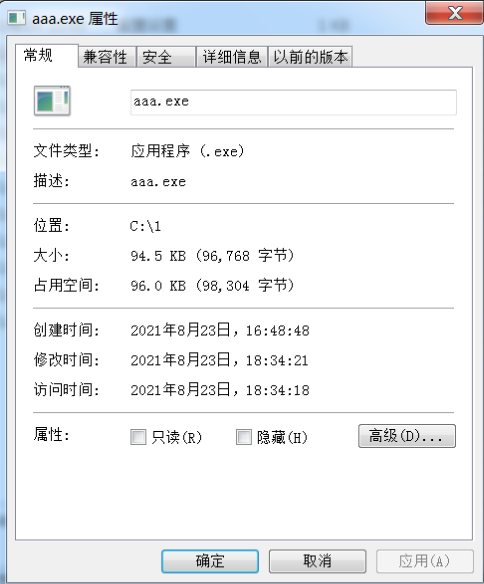 aaa.exe 属性
常规 兼容性 安全 详细信息 以前的版本
aaa.exe
文件类型: 应用程序 (.exe)
描述: aaa.exe
位置: C:\1
大小: 94.5 KB (96,768 字节)
占用空间: 96.0 KB (98,304 字节)
创建时间: 2021年8月23日，16:48:48
修改时间: 2021年8月23日，18:34:21
访问时间: 2021年8月23日，18:34:18
属性: 只读(R) 隐藏(H) 高级(D)...
确定 取消 应用(A)